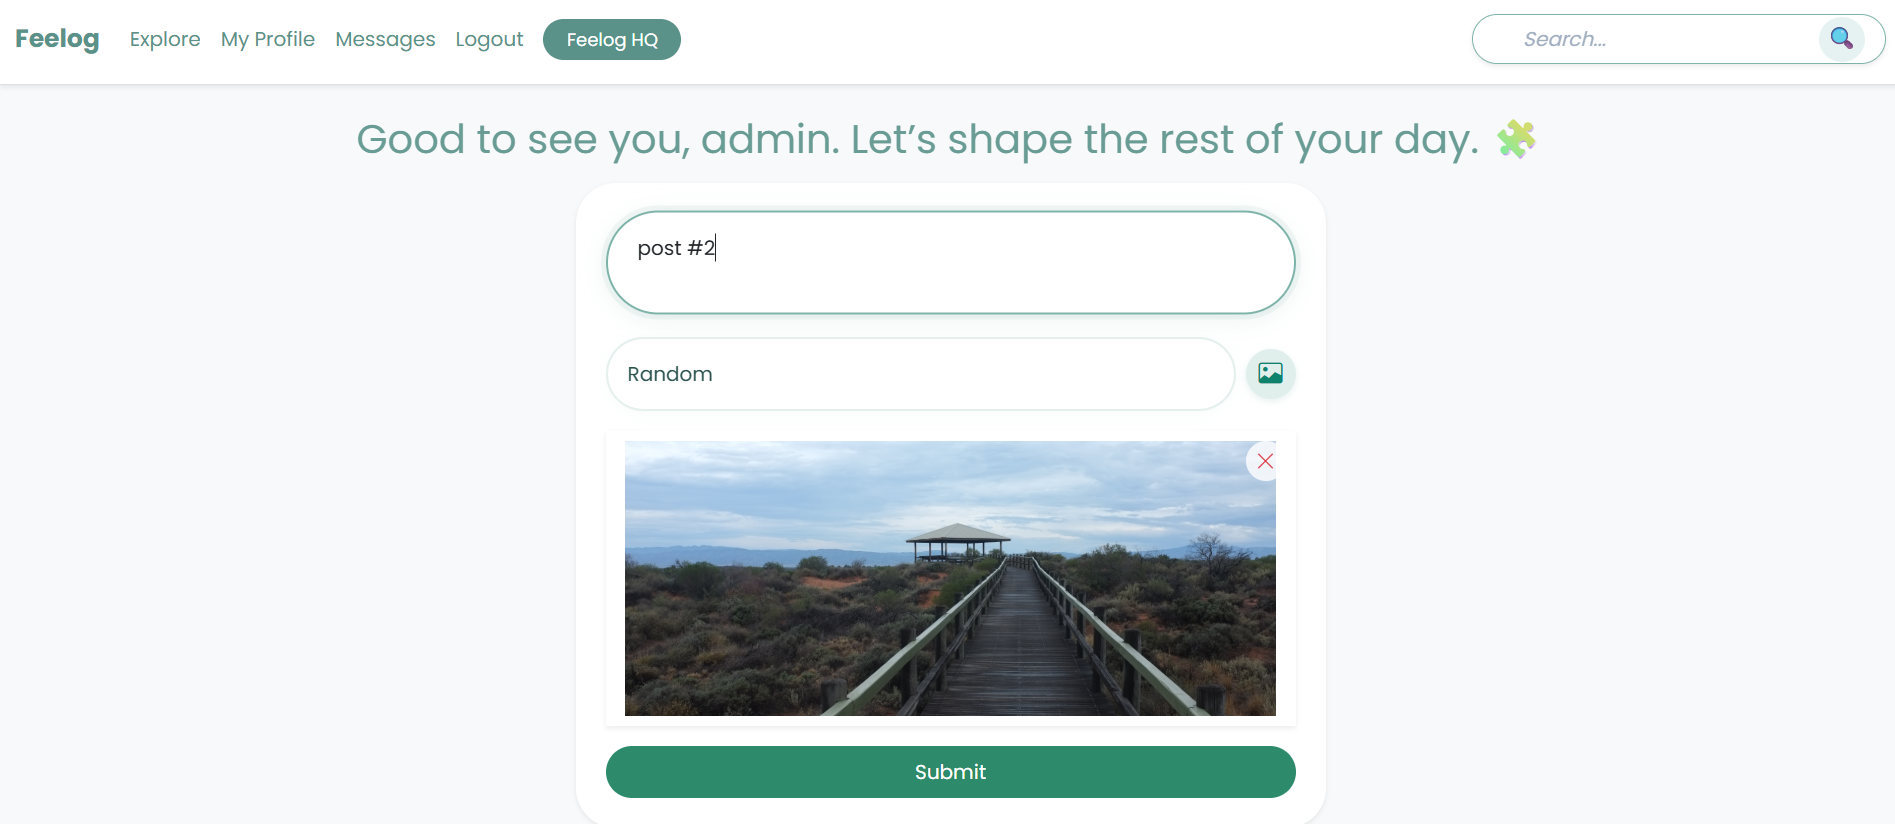 Feelog Explore My Profile Messages Logout Feelog HQ Search...
Good to see you, admin. Let’s shape the rest of your day. 🧩
post #2
Random
Submit